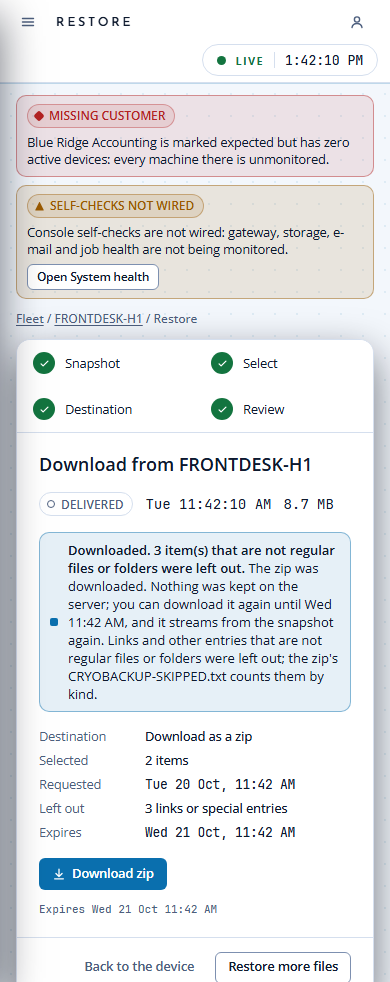 RESTORE
LIVE 1:42:10 PM
MISSING CUSTOMER
Blue Ridge Accounting is marked expected but has zero
active devices: every machine there is unmonitored.
SELF-CHECKS NOT WIRED
Console self-checks are not wired: gateway, storage, e-
mail and job health are not being monitored.
Open System health
Fleet / FRONTDESK-H1 / Restore
Snapshot
Select
Destination
Review
Download from FRONTDESK-H1
DELIVERED Tue 11:42:10 AM 8.7 MB
Downloaded. 3 item(s) that are not regular
files or folders were left out. The zip was
downloaded. Nothing was kept on the
server; you can download it again until Wed
11:42 AM, and it streams from the snapshot
again. Links and other entries that are not
regular files or folders were left out; the zip's
CRYOBACKUP-SKIPPED.txt counts them by
kind.
Destination Download as a zip
Selected 2 items
Requested Tue 20 Oct, 11:42 AM
Left out 3 links or special entries
Expires Wed 21 Oct, 11:42 AM
Download zip
Expires Wed 21 Oct 11:42 AM
Back to the device
Restore more files